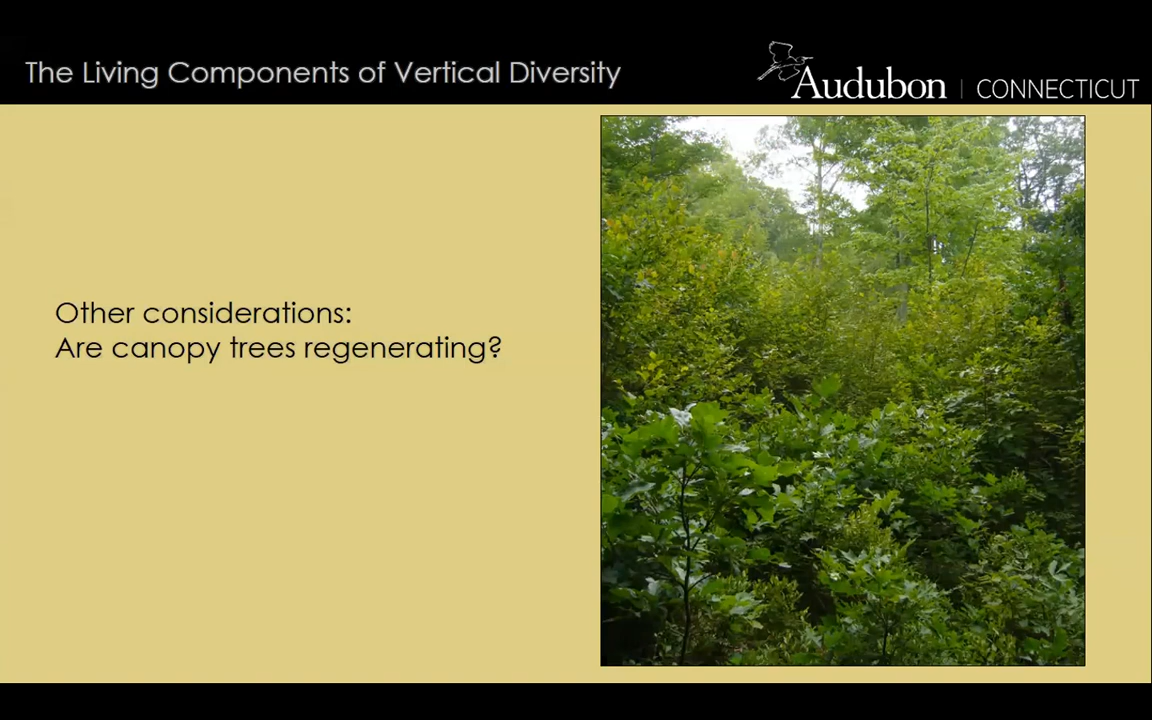 The Living Components of Vertical Diversity
Audubon | CONNECTICUT
Other considerations:
Are canopy trees regenerating?